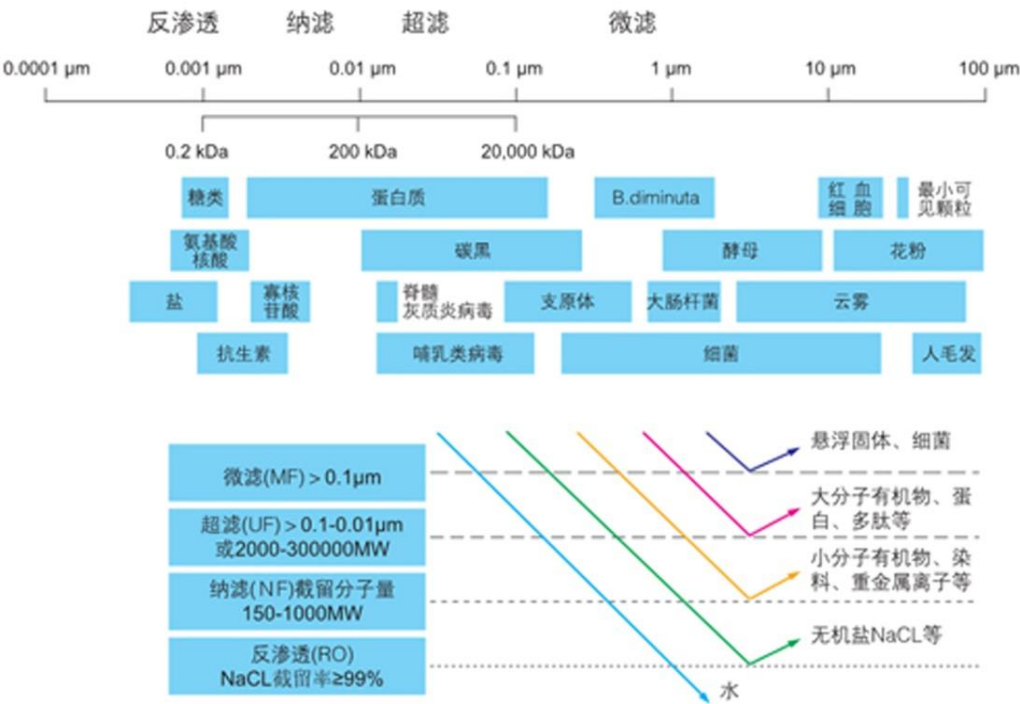 反渗透 纳滤 超滤 微滤
0.0001 μm 0.001 μm 0.01 μm 0.1 μm 1 μm 10 μm 100 μm
0.2 kDa 200 kDa 20,000 kDa
糖类 蛋白质 B.diminuta 红 血 最小可
细 胞 见颗粒
氨基酸
核酸 碳黑 酵母 花粉
盐 寡核 脊髓 支原体 大肠杆菌 云雾
苷酸 灰质炎病毒
抗生素 哺乳类病毒 细菌 人毛发
微滤(MF)>0.1μm
超滤(UF)>0.1-0.01μm
或2000-300000MW
纳滤(NF)截留分子量
150-1000MW
反渗透(RO)
NaCL截留率≥99%
悬浮固体、细菌
大分子有机物、蛋
白、多肽等
小分子有机物、染
料、重金属离子等
无机盐NaCL等
水